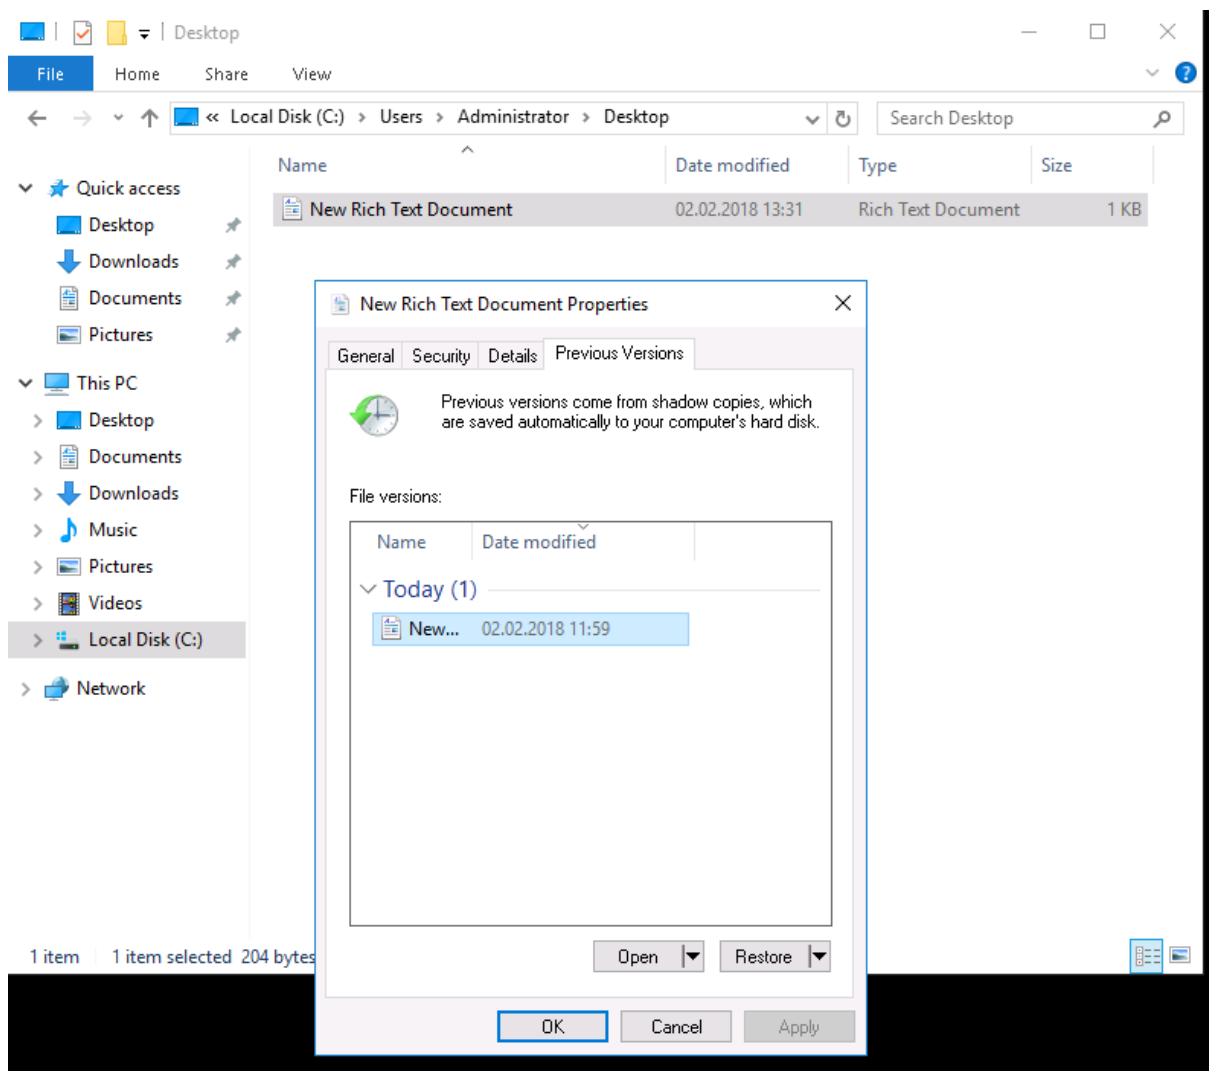 Desktop
File Home Share View
« Local Disk (C:) › Users › Administrator › Desktop
Search Desktop
Name Date modified Type Size
New Rich Text Document 02.02.2018 13:31 Rich Text Document 1 KB
Quick access
Desktop
Downloads
Documents
Pictures
This PC
Desktop
Documents
Downloads
Music
Pictures
Videos
Local Disk (C:)
Network
1 item 1 item selected 204 bytes
New Rich Text Document Properties
General Security Details Previous Versions
Previous versions come from shadow copies, which
are saved automatically to your computer's hard disk.
File versions:
Name Date modified
Today (1)
New... 02.02.2018 11:59
Open Restore
OK Cancel Apply